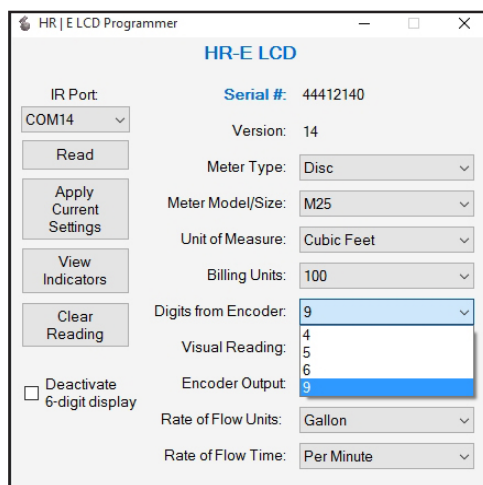 HR | E LCD Programmer
HR-E LCD
IR Port:
COM14
Read
Apply
Current
Settings
View
Indicators
Clear
Reading
Deactivate
6-digit display
Serial #: 44412140
Version: 14
Meter Type: Disc
Meter Model/Size: M25
Unit of Measure: Cubic Feet
Billing Units: 100
Digits from Encoder: 9
4
5
6
9
Visual Reading:
Encoder Output:
Rate of Flow Units: Gallon
Rate of Flow Time: Per Minute